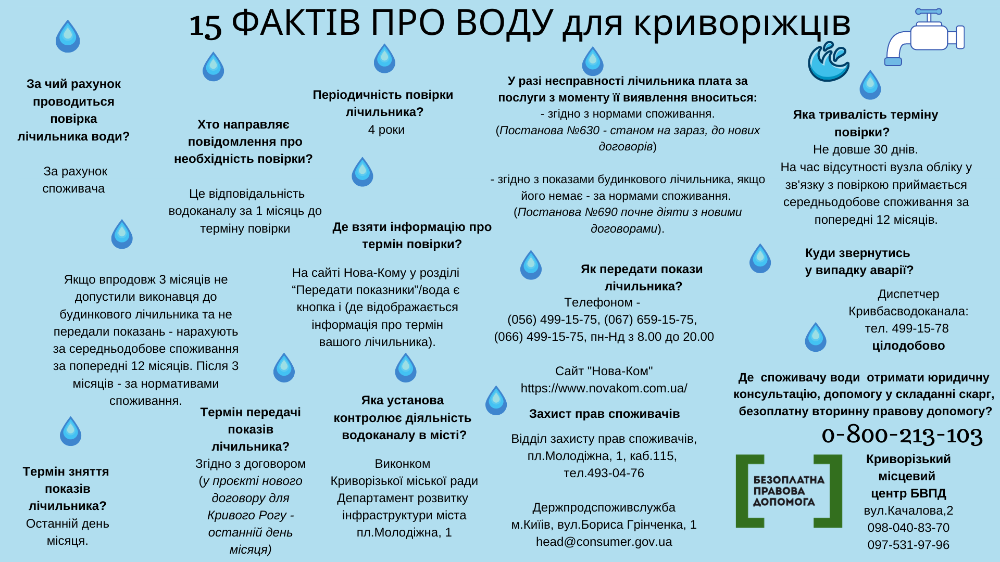 15 ФАКТІВ ПРО ВОДУ для криворіжців
За чий рахунок
проводиться
повірка
лічильника води?
За рахунок
споживача
Хто направляє
повідомлення про
необхідність повірки?
Це відповідальність
водоканалу за 1 місяць до
терміну повірки
Періодичність повірки
лічильника?
4 роки
У разі несправності лічильника плата за
послуги з моменту її виявлення вноситься:
- згідно з нормами споживання.
(Постанова №630 - станом на зараз, до нових
договорів)
- згідно з показами будинкового лічильника, якщо
його немає - за нормами споживання.
(Постанова №690 почне діяти з новими
договорами).
Яка тривалість терміну
повірки?
Не довше 30 днів.
На час відсутності вузла обліку у
зв'язку з повіркою приймається
середньодобове споживання за
попередні 12 місяців.
Якщо впродовж 3 місяців не
допустили виконавця до
будинкового лічильника та не
передали показань - нарахують
за середньодобове споживання
за попередні 12 місяців. Після 3
місяців - за нормативами
споживання.
Де взяти інформацію про
термін повірки?
На сайті Нова-Кому у розділі
“Передати показники”/вода є
кнопка і (де відображається
інформація про термін
вашого лічильника).
Як передати покази
лічильника?
Телефоном -
(056) 499-15-75, (067) 659-15-75,
(066) 499-15-75, пн-Нд з 8.00 до 20.00
Сайт "Нова-Ком"
https://www.novakom.com.ua/
Куди звернутись
у випадку аварії?
Диспетчер
Кривбасводоканала:
тел. 499-15-78
цілодобово
Термін зняття
показів
лічильника?
Останній день
місяця.
Термін передачі
показів
лічильника?
Згідно з договором
(у проєкті нового
договору для
Кривого Рогу -
останній день
місяця)
Яка установа
контролює діяльність
водоканалу в місті?
Виконком
Криворізької міської ради
Департамент розвитку
інфраструктури міста
пл.Молодіжна, 1
Захист прав споживачів
Відділ захисту прав споживачів,
пл.Молодіжна, 1, каб.115,
тел.493-04-76
Держпродспоживслужба
м.Київ, вул.Бориса Грінченка, 1
head@consumer.gov.ua
Де споживачу води отримати юридичну
консультацію, допомогу у складанні скарг,
безоплатну вторинну правову допомогу?
0-800-213-103
БЕЗОПЛАТНА
ПРАВОВА
ДОПОМОГА
Криворізький
місцевий
центр БВПД
вул.Качалова,2
098-040-83-70
097-531-97-96